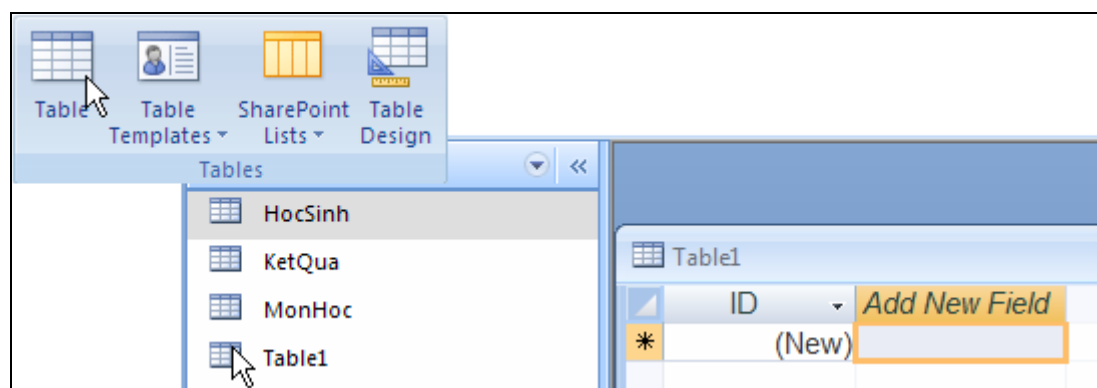 Table
Table
Templates
SharePoint
Lists
Table
Design
Tables
HocSinh
KetQua
MonHoc
Table1
Table1
ID
Add New Field
(New)